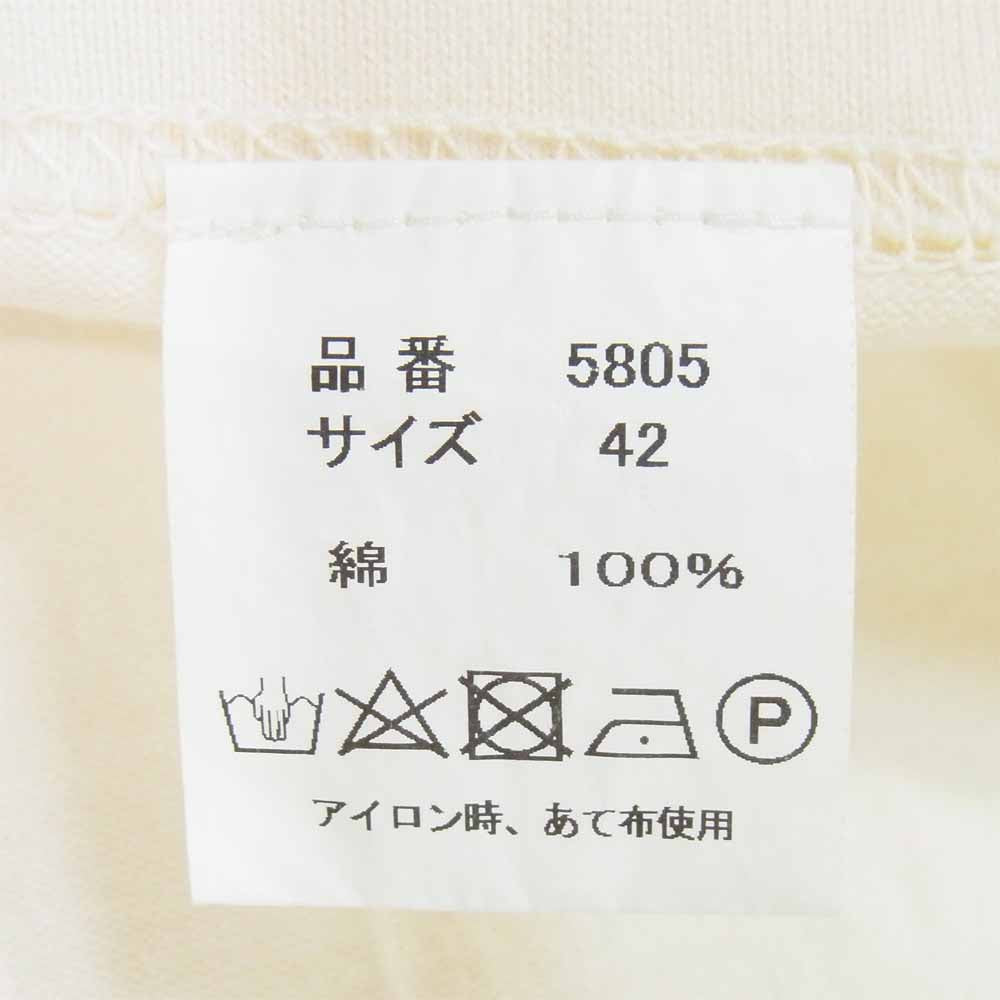 品番 5805
サイズ 42
綿 100%
P
アイロン時、あて布使用